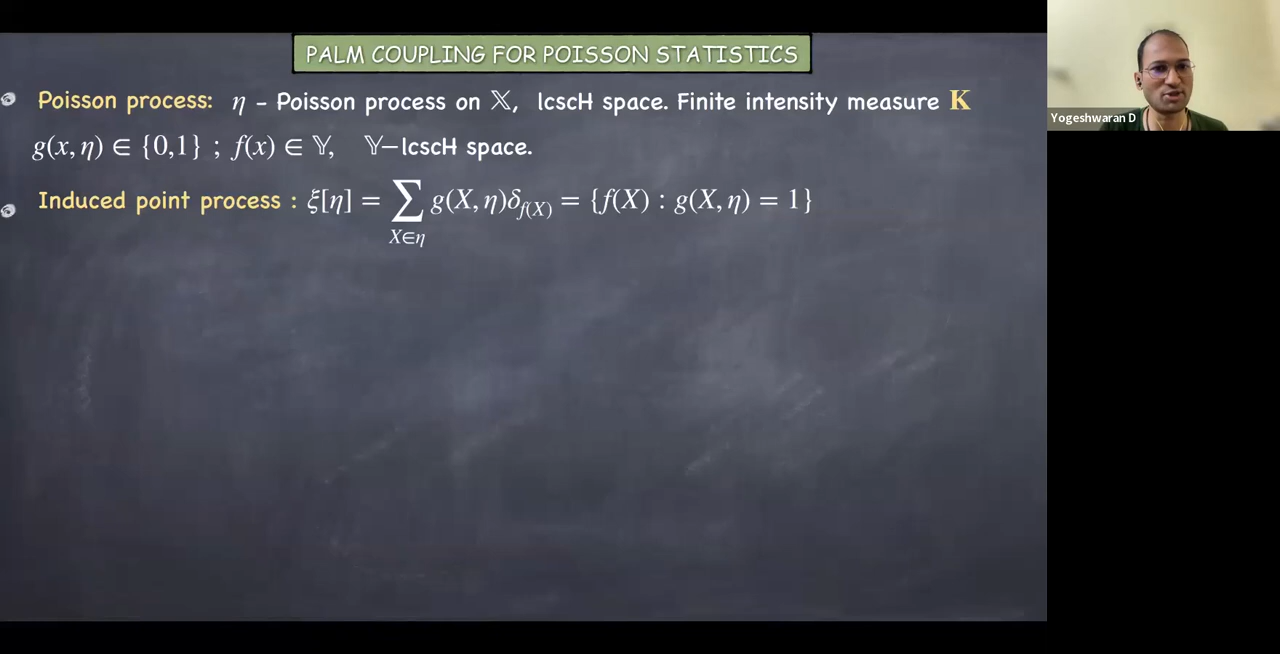 PALM COUPLING FOR POISSON STATISTICS
Poisson process: η - Poisson process on 𝕏, lcscH space. Finite intensity measure K
g(x, η) ∈ {0,1} ; f(x) ∈ 𝕐, 𝕐−lcscH space.
Induced point process : ξ[η] = ∑_{X∈η} g(X, η)δ_{f(X)} = {f(X) : g(X, η) = 1}
Yogeshwaran D